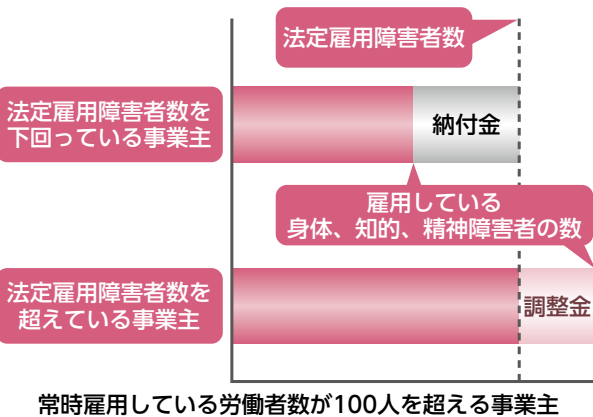 法定雇用障害者数
法定雇用障害者数を
下回っている事業主
納付金
雇用している
身体、知的、精神障害者の数
法定雇用障害者数を
超えている事業主
調整金
常時雇用している労働者数が100人を超える事業主